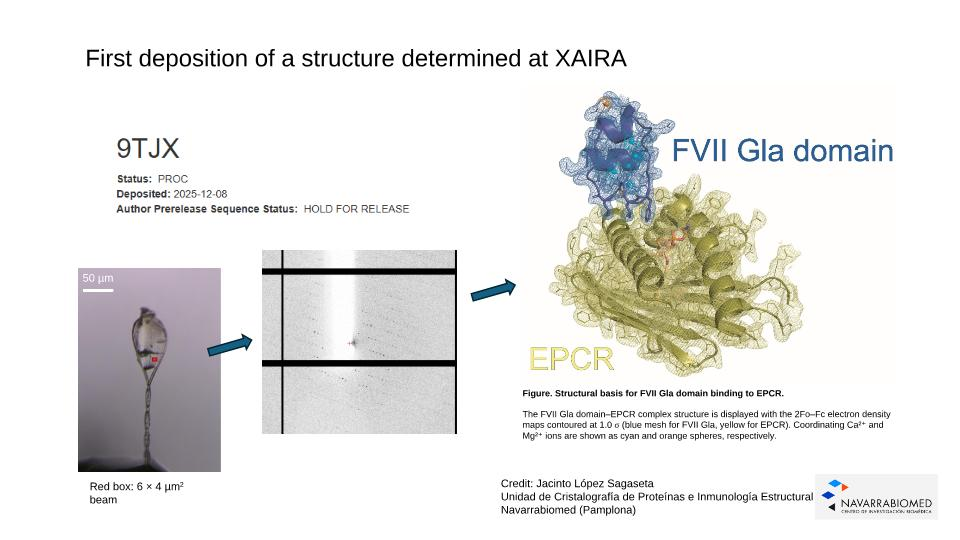 First deposition of a structure determined at XAIRA
9TJX
Status: PROC
Deposited: 2025-12-08
Author Prerelease Sequence Status: HOLD FOR RELEASE
FVII Gla domain
50 µm
EPCR
Figure. Structural basis for FVII Gla domain binding to EPCR.
The FVII Gla domain–EPCR complex structure is displayed with the 2Fo–Fc electron density
maps contoured at 1.0 σ (blue mesh for FVII Gla, yellow for EPCR). Coordinating Ca²⁺ and
Mg²⁺ ions are shown as cyan and orange spheres, respectively.
Red box: 6 × 4 µm²
beam
Credit: Jacinto López Sagaseta
Unidad de Cristalografía de Proteínas e Inmunología Estructural
Navarrabiomed (Pamplona)
NAVARRABIOMED
CENTRO DE INVESTIGACIÓN BIOMÉDICA